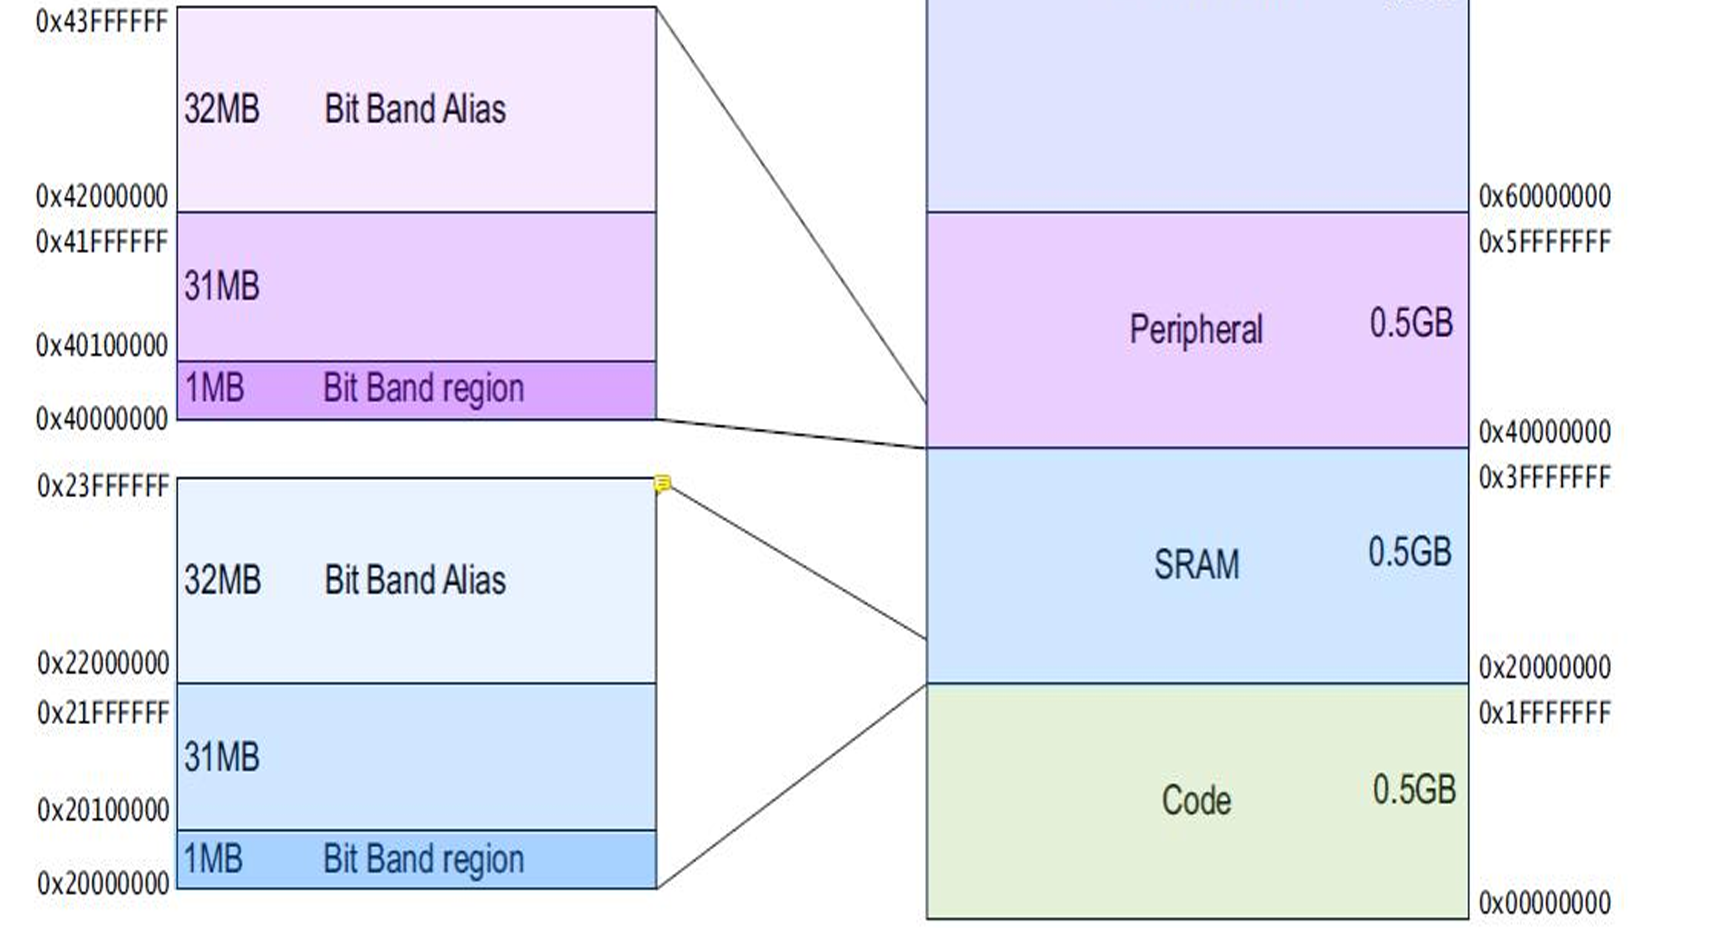 0x43FFFFFF
32MB Bit Band Alias
0x42000000
0x41FFFFFF
31MB
0x40100000
1MB Bit Band region
0x40000000
0x23FFFFFF
32MB Bit Band Alias
0x22000000
0x21FFFFFF
31MB
0x20100000
1MB Bit Band region
0x20000000
0x60000000
0x5FFFFFFF
Peripheral 0.5GB
0x40000000
0x3FFFFFFF
SRAM 0.5GB
0x20000000
0x1FFFFFFF
Code 0.5GB
0x00000000